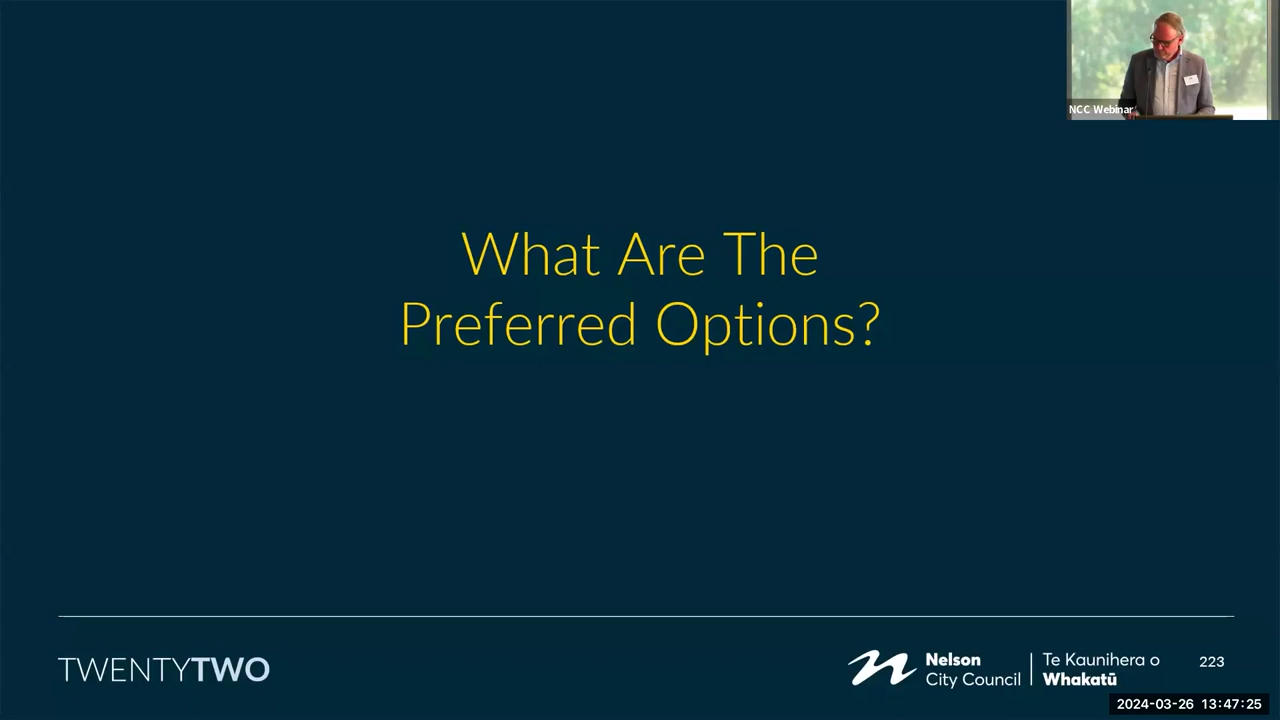 NCC Webinar
What Are The
Preferred Options?
TWENTYTWO
Nelson
City Council
Te Kaunihera o
Whakatū
223
2024-03-26 13:47:25